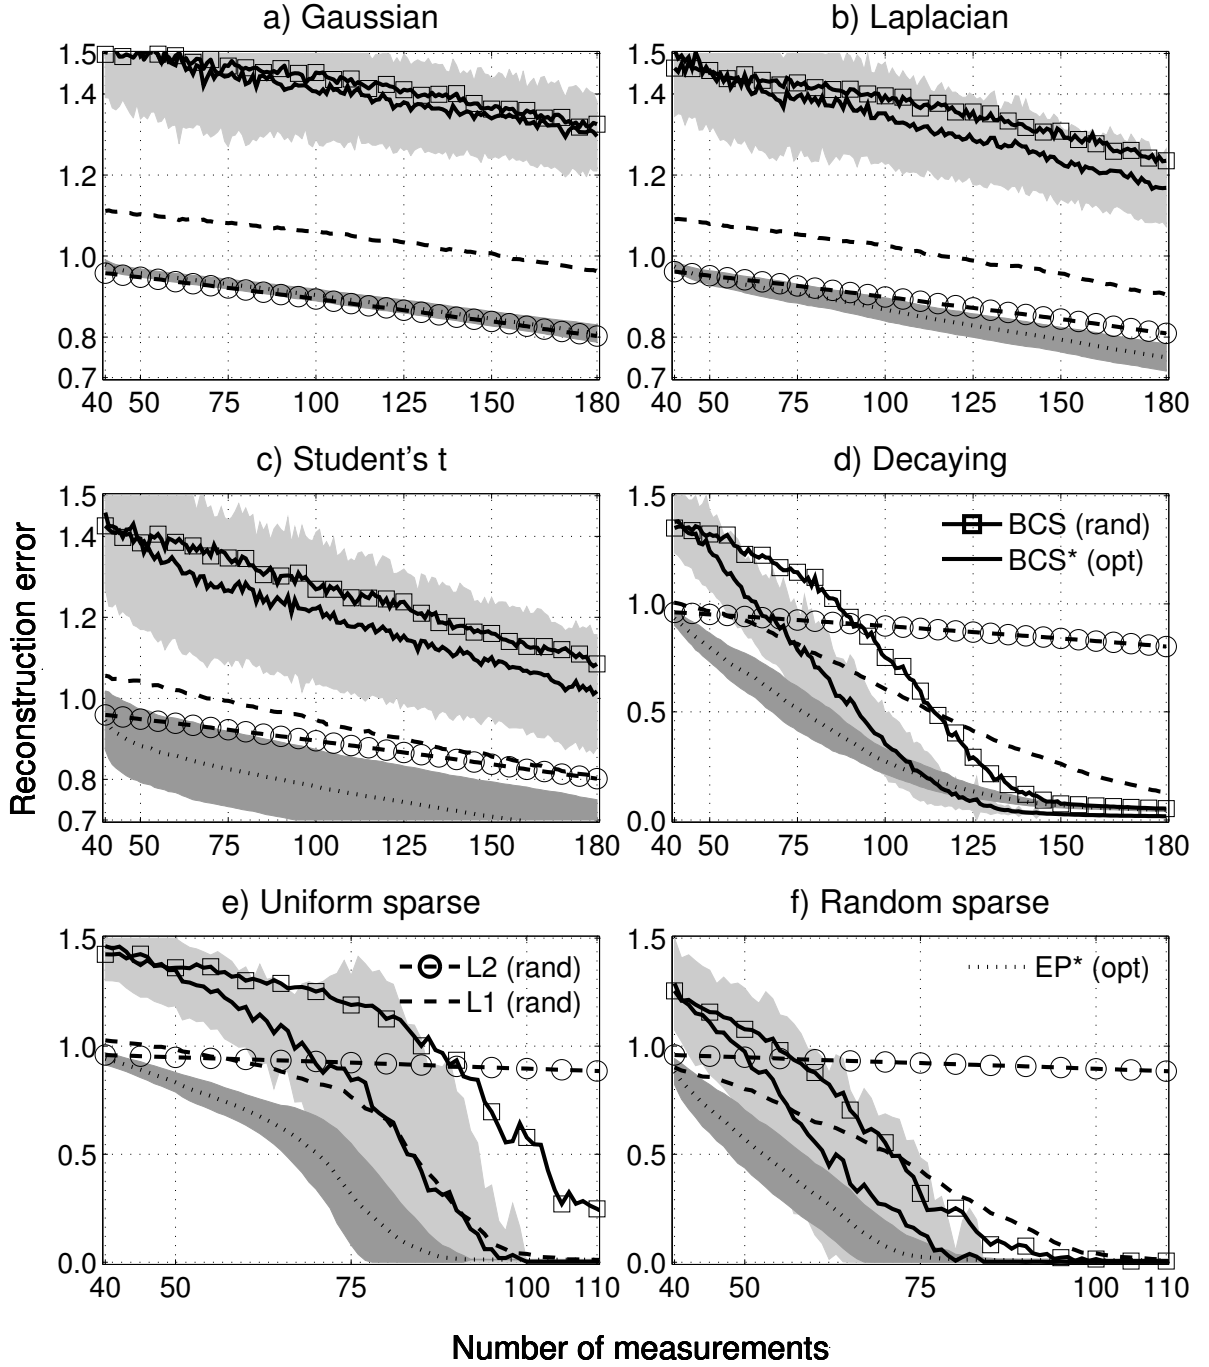 a) Gaussian
b) Laplacian
1.5
1.4
1.2
1.0
0.8
0.7
40 50 75 100 125 150 180
1.5
1.4
1.2
1.0
0.8
0.7
40 50 75 100 125 150 180
c) Student's t
d) Decaying
Reconstruction error
1.5
1.4
1.2
1.0
0.8
0.7
40 50 75 100 125 150 180
1.5
1.0
0.5
0.0
BCS (rand)
BCS* (opt)
40 50 75 100 125 150 180
e) Uniform sparse
f) Random sparse
1.5
1.0
0.5
0.0
L2 (rand)
L1 (rand)
40 50 75 100 110
1.5
1.0
0.5
0.0
EP* (opt)
40 50 75 100 110
Number of measurements